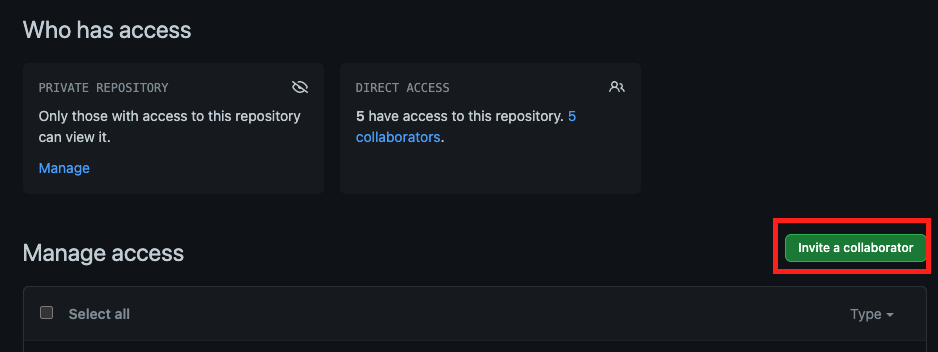 Who has access
PRIVATE REPOSITORY
Only those with access to this repository
can view it.
Manage
DIRECT ACCESS
5 have access to this repository. 5
collaborators.
Manage access
Invite a collaborator
Select all
Type